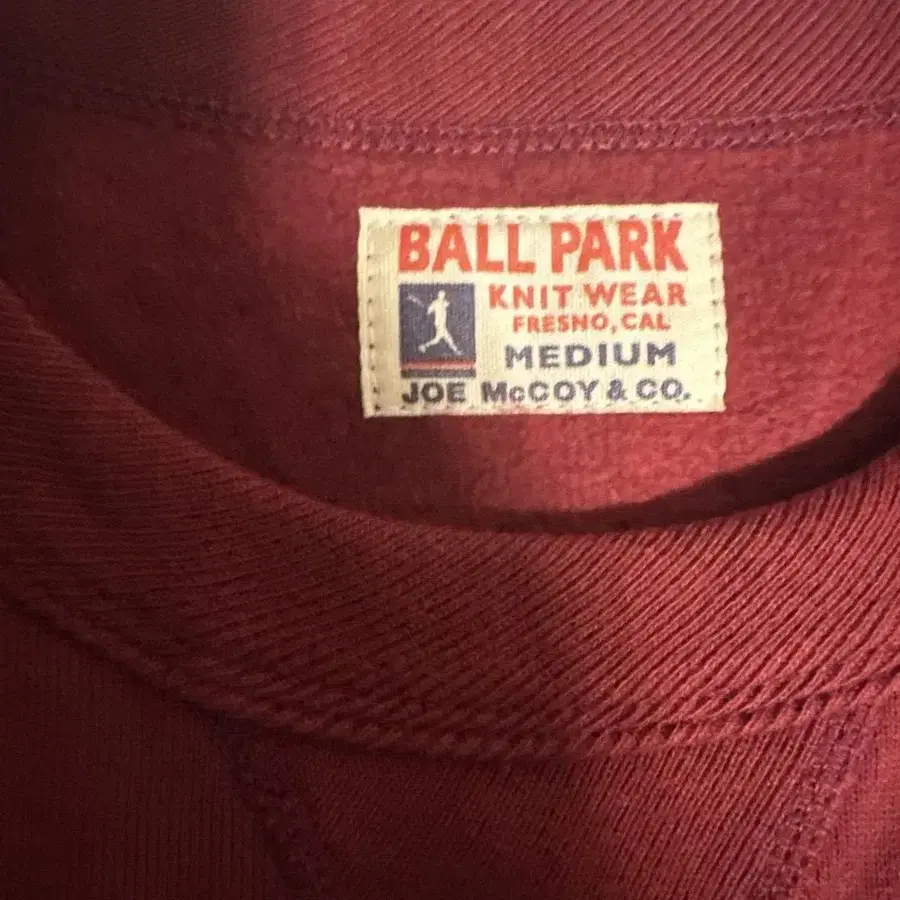 BALL PARK
KNIT WEAR
FRESNO, CAL
MEDIUM
JOE McCOY & CO.